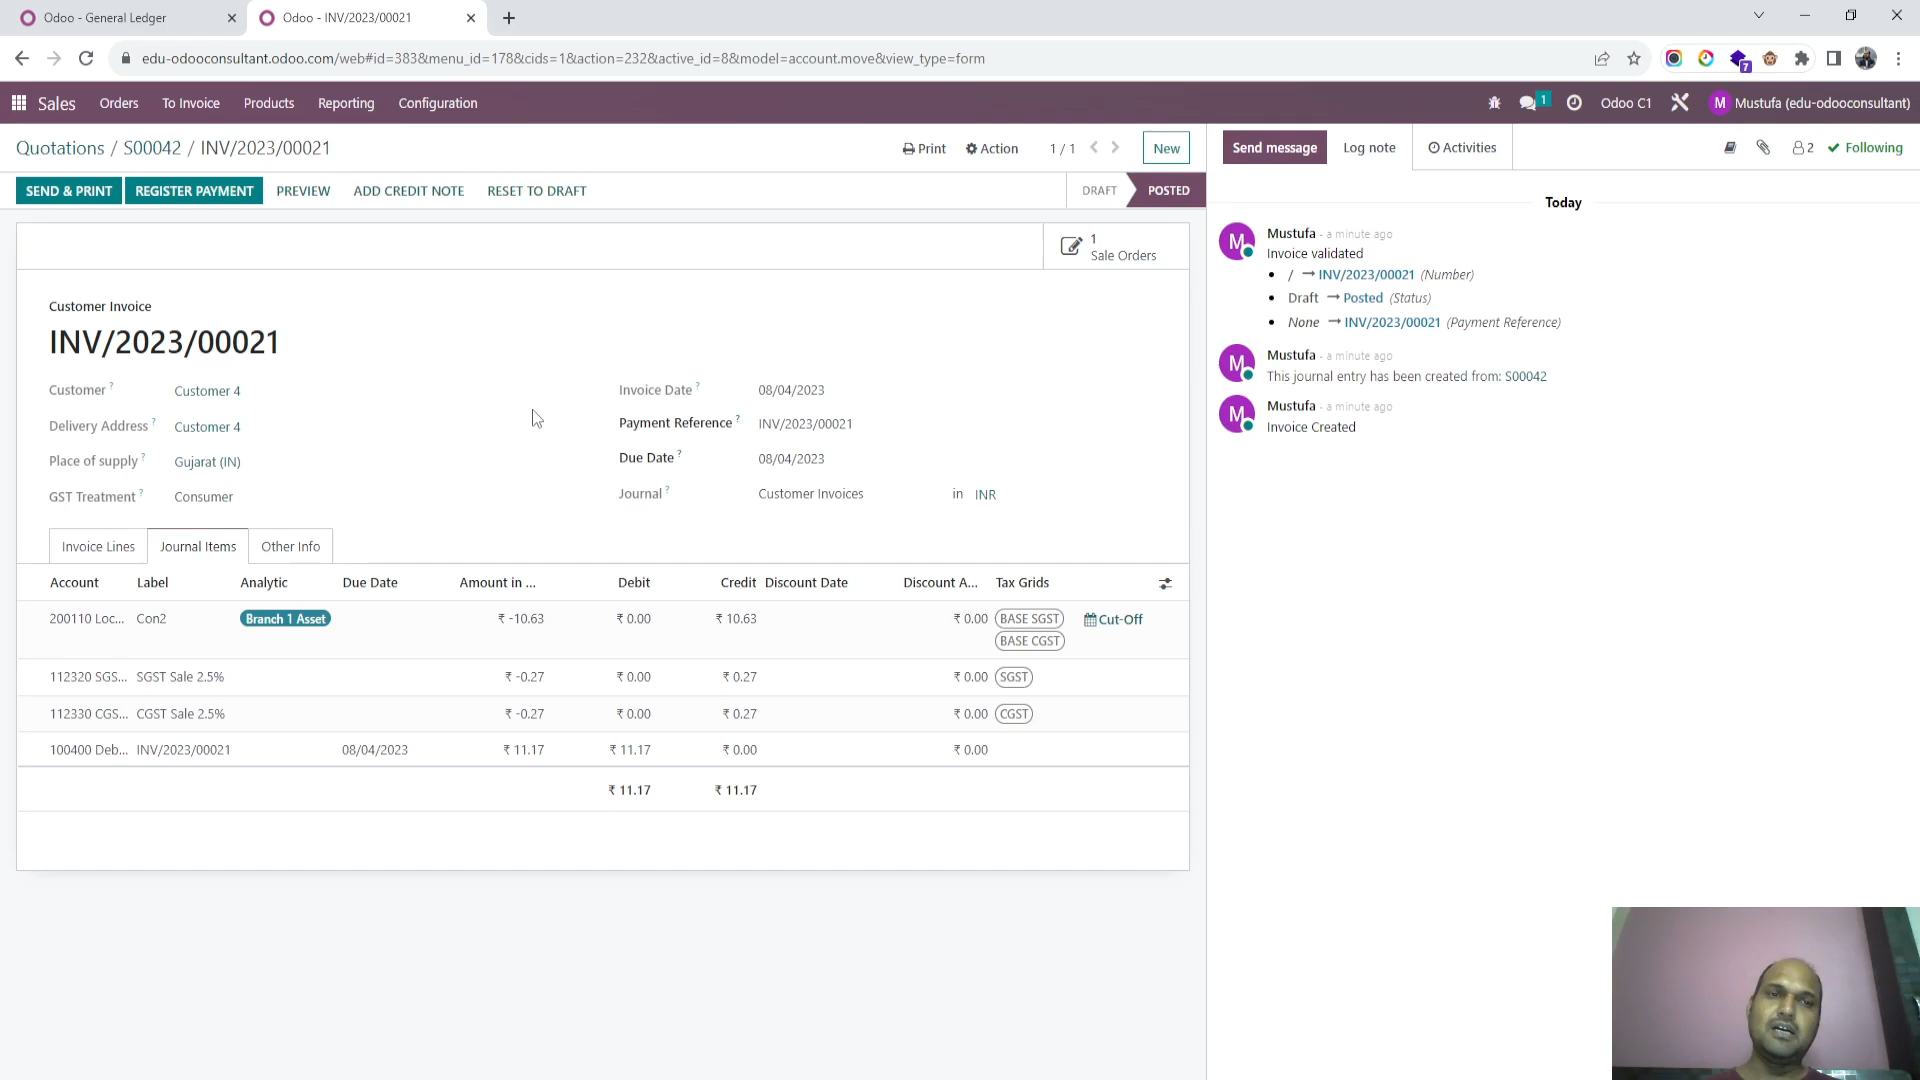 Odoo - General Ledger
Odoo - INV/2023/00021
edu-odooconsultant.odoo.com/web#id=383&menu_id=178&cids=1&action=232&active_id=8&model=account.move&view_type=form
7
Sales Orders To Invoice Products Reporting Configuration
1 Odoo C1 M Mustufa (edu-odooconsultant)
Quotations / S00042 / INV/2023/00021
Print Action 1 / 1 New
SEND & PRINT REGISTER PAYMENT PREVIEW ADD CREDIT NOTE RESET TO DRAFT
DRAFT POSTED
1
Sale Orders
Customer Invoice
INV/2023/00021
Customer ? Customer 4
Delivery Address ? Customer 4
Place of supply ? Gujarat (IN)
GST Treatment ? Consumer
Invoice Date ? 08/04/2023
Payment Reference ? INV/2023/00021
Due Date ? 08/04/2023
Journal ? Customer Invoices in INR
Invoice Lines Journal Items Other Info
Account Label Analytic Due Date Amount in ... Debit Credit Discount Date Discount A... Tax Grids
200110 Loc... Con2 Branch 1 Asset ₹ -10.63 ₹ 0.00 ₹ 10.63 ₹ 0.00 BASE SGST Cut-Off
BASE CGST
112320 SGS... SGST Sale 2.5% ₹ -0.27 ₹ 0.00 ₹ 0.27 ₹ 0.00 SGST
112330 CGS... CGST Sale 2.5% ₹ -0.27 ₹ 0.00 ₹ 0.27 ₹ 0.00 CGST
100400 Deb... INV/2023/00021 08/04/2023 ₹ 11.17 ₹ 11.17 ₹ 0.00 ₹ 0.00
₹ 11.17 ₹ 11.17
Send message Log note Activities
2 Following
Today
M Mustufa - a minute ago
Invoice validated
• / → INV/2023/00021 (Number)
• Draft → Posted (Status)
• None → INV/2023/00021 (Payment Reference)
M Mustufa - a minute ago
This journal entry has been created from: S00042
M Mustufa - a minute ago
Invoice Created